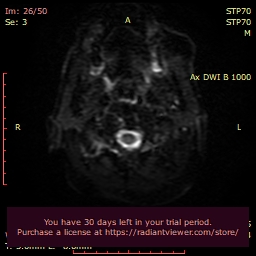 Im: 26/50
Se: 3
A
STP70
STP70
M
Ax DWI B 1000
R
L
You have 30 days left in your trial period.
Purchase a license at https://radiantviewer.com/store/